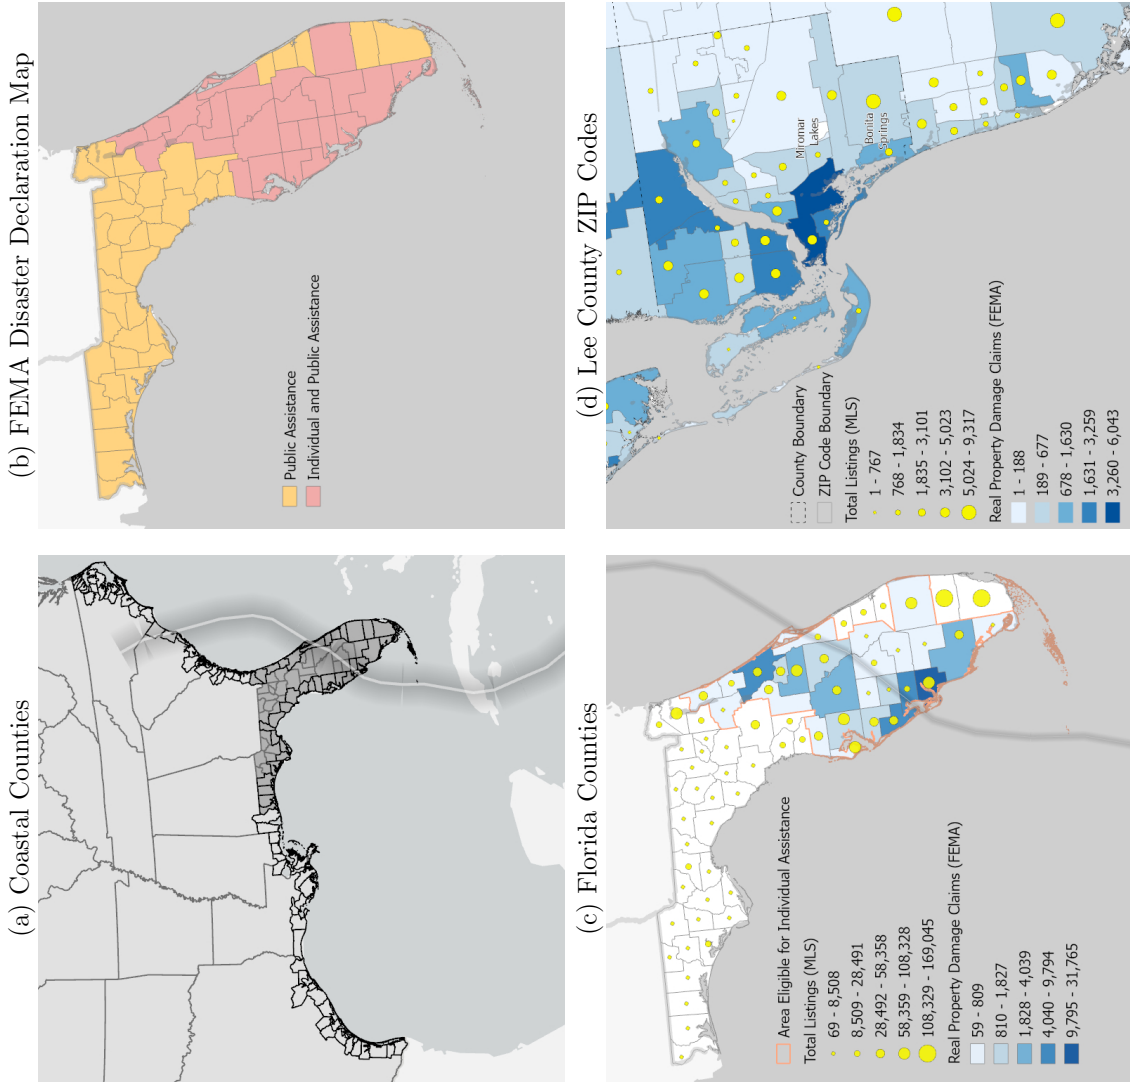 (a) Coastal Counties
(b) FEMA Disaster Declaration Map
Public Assistance
Individual and Public Assistance
(c) Florida Counties
Area Eligible for Individual Assistance
Total Listings (MLS)
69 - 8,508
8,509 - 28,491
28,492 - 58,358
58,359 - 108,328
108,329 - 169,045
Real Property Damage Claims (FEMA)
59 - 809
810 - 1,827
1,828 - 4,039
4,040 - 9,794
9,795 - 31,765
(d) Lee County ZIP Codes
Miromar
Lakes
Bonita
Springs
County Boundary
ZIP Code Boundary
Total Listings (MLS)
1 - 767
768 - 1,834
1,835 - 3,101
3,102 - 5,023
5,024 - 9,317
Real Property Damage Claims (FEMA)
1 - 188
189 - 677
678 - 1,630
1,631 - 3,259
3,260 - 6,043